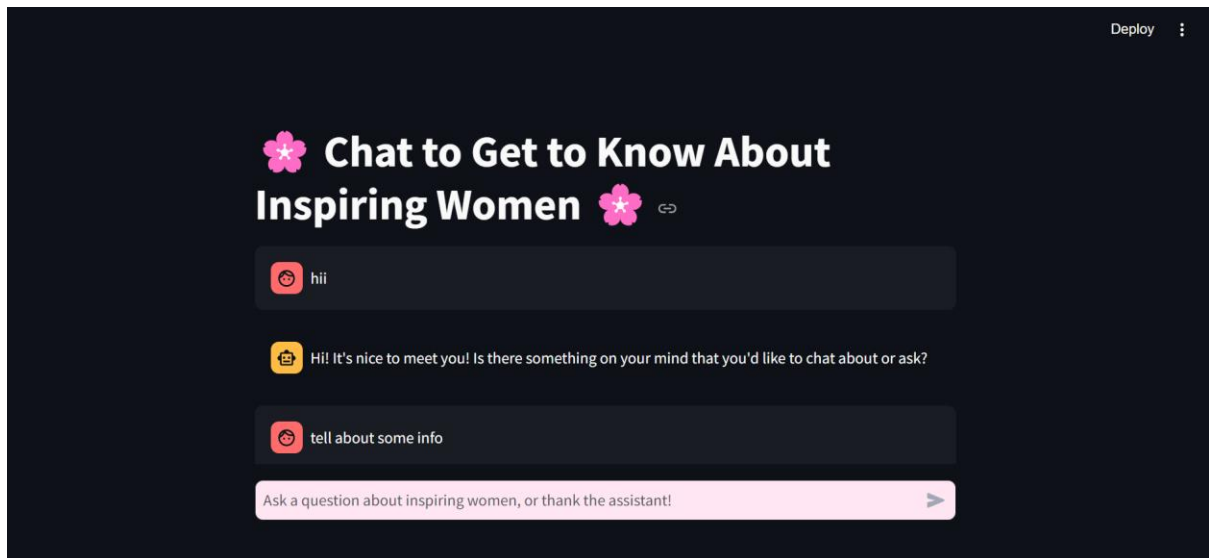 Deploy
🌸 Chat to Get to Know About
Inspiring Women 🌸
hii
Hi! It's nice to meet you! Is there something on your mind that you'd like to chat about or ask?
tell about some info
Ask a question about inspiring women, or thank the assistant!